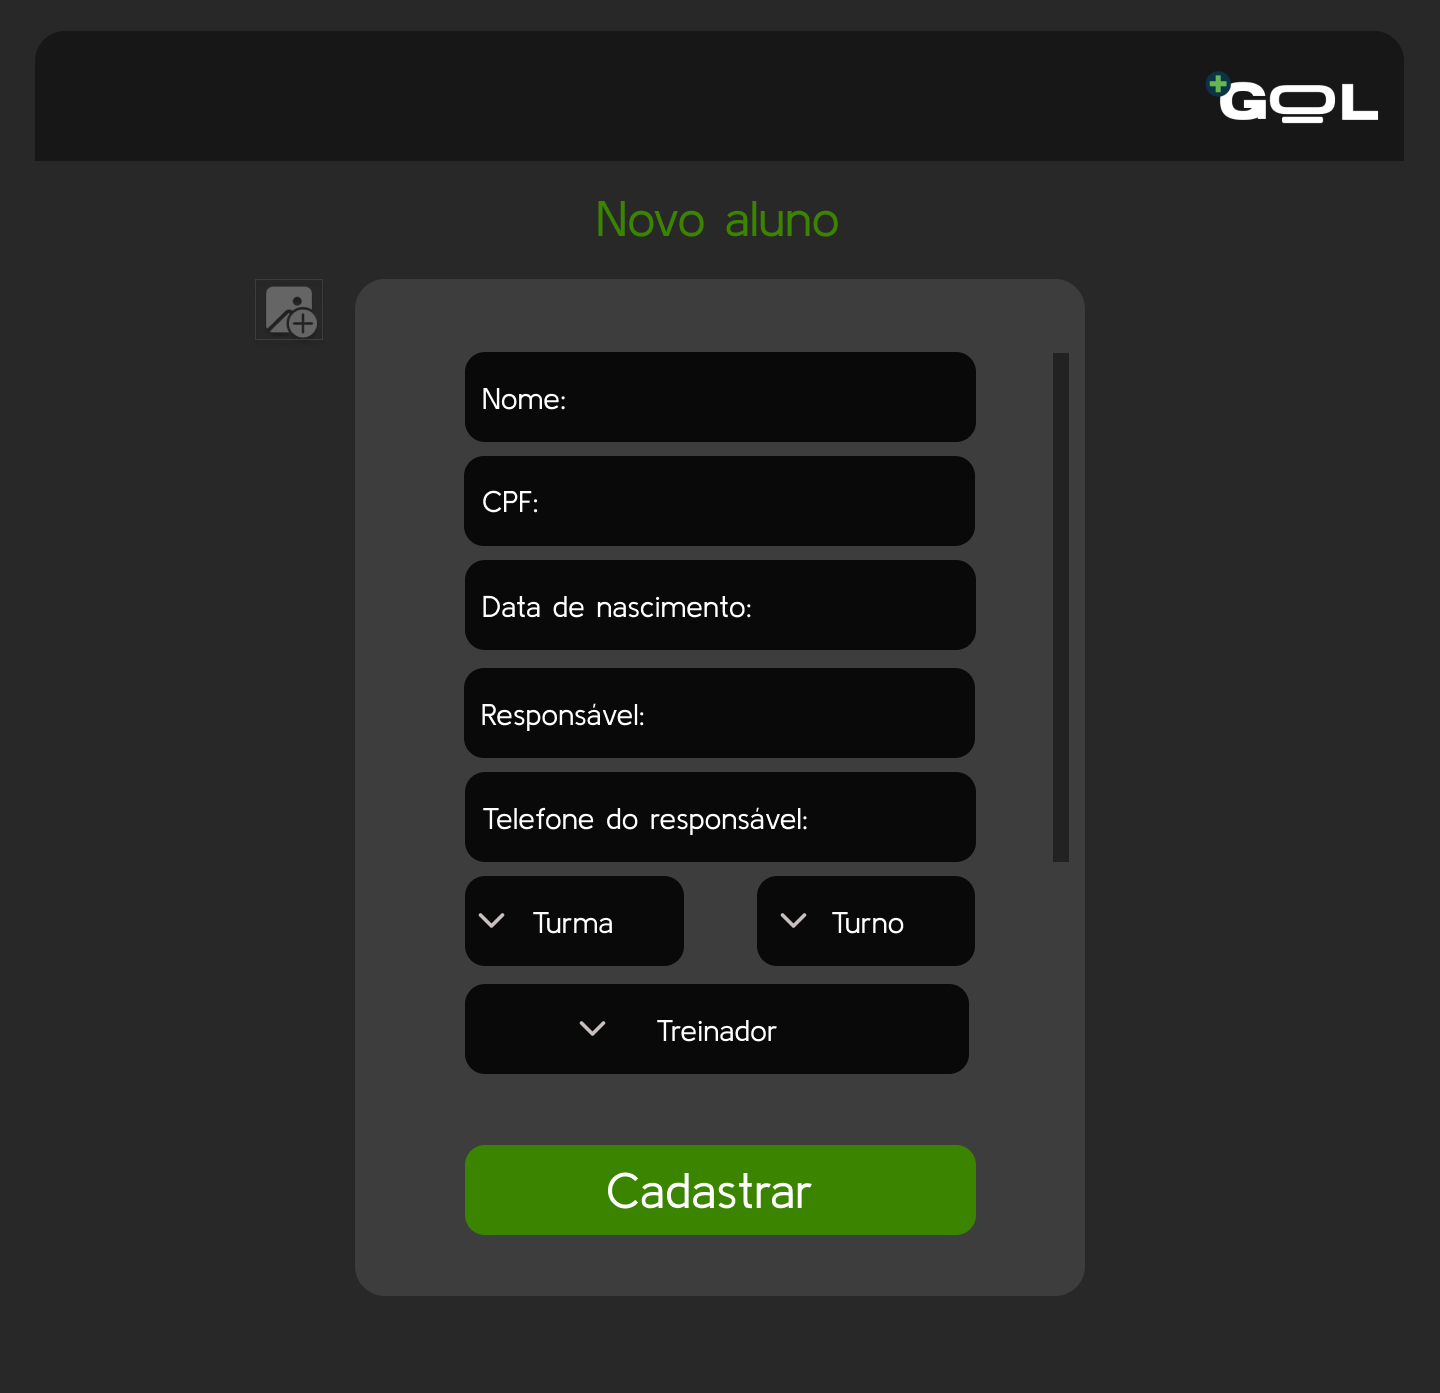 +GOL
Novo aluno
Nome:
CPF:
Data de nascimento:
Responsável:
Telefone do responsável:
Turma
Turno
Treinador
Cadastrar